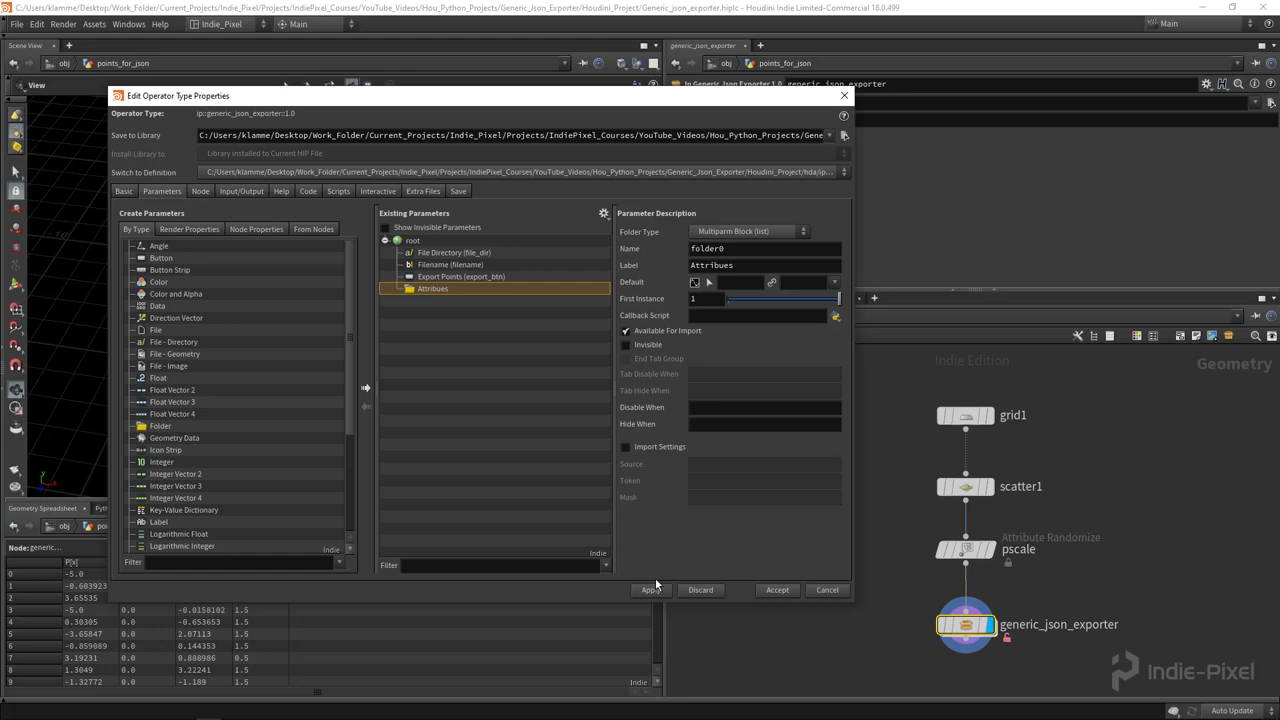 C:/Users/klamme/Desktop/Work_Folder/Current_Projects/Indie_Pixel/Projects/IndiePixel_Courses/YouTube_Videos/Hou_Python_Projects/Generic_Json_Exporter/Houdini_Project/Generic_json_exporter.hiplc - Houdini Indie Limited-Commercial 18.0.499
File Edit Render Assets Windows Help Indie_Pixel Main Main
Scene View generic_json_exporter
obj points_for_json obj points_for_json
View generic_json_exporter
Edit Operator Type Properties
Operator Type: ip::generic_json_exporter::1.0
Save to Library C:/Users/klamme/Desktop/Work_Folder/Current_Projects/Indie_Pixel/Projects/IndiePixel_Courses/YouTube_Videos/Hou_Python_Projects/Gene
Install Library to Library installed to Current HIP File
Switch to Definition C:/Users/klamme/Desktop/Work_Folder/Current_Projects/Indie_Pixel/Projects/IndiePixel_Courses/YouTube_Videos/Hou_Python_Projects/Generic_Json_Exporter/Houdini_Project/hda/ip...
Basic Parameters Node Input/Output Help Code Scripts Interactive Extra Files Save
Create Parameters Existing Parameters Parameter Description
By Type Render Properties Node Properties From Nodes
Show Invisible Parameters
root
File Directory (file_dir)
Filename (filename)
Export Points (export_btn)
Attribues
Angle
Button
Button Strip
Color
Color and Alpha
Data
Direction Vector
File
File - Directory
File - Geometry
File - Image
Float
Float Vector 2
Float Vector 3
Float Vector 4
Folder
Geometry Data
Icon Strip
Integer
Integer Vector 2
Integer Vector 3
Integer Vector 4
Key-Value Dictionary
Label
Logarithmic Float
Logarithmic Integer
Indie
Filter
Indie
Filter
Folder Type Multiparm Block (list)
Name folder0
Label Attribues
Default
First Instance 1
Callback Script
Available For Import
Invisible
End Tab Group
Tab Disable When
Tab Hide When
Disable When
Hide When
Import Settings
Source
Token
Mask
Apply Discard Accept Cancel
Indie Edition Geometry
grid1
scatter1
Attribute Randomize
pscale
generic_json_exporter
Indie-Pixel
Geometry Spreadsheet
obj
Node: generic...
P[x]
0 -5.0
1 -0.603923
2 3.65535
3 -5.0 0.0 -0.0158102 1.5
4 0.30305 0.0 -0.653713 1.5
5 -3.65847 0.0 2.07113 1.5
6 -0.859089 0.0 0.144353 1.5
7 3.19231 0.0 0.888986 0.5
8 1.3049 0.0 3.22241 0.5
9 -1.32772 0.0 -1.189 1.5
Indie
Auto Update